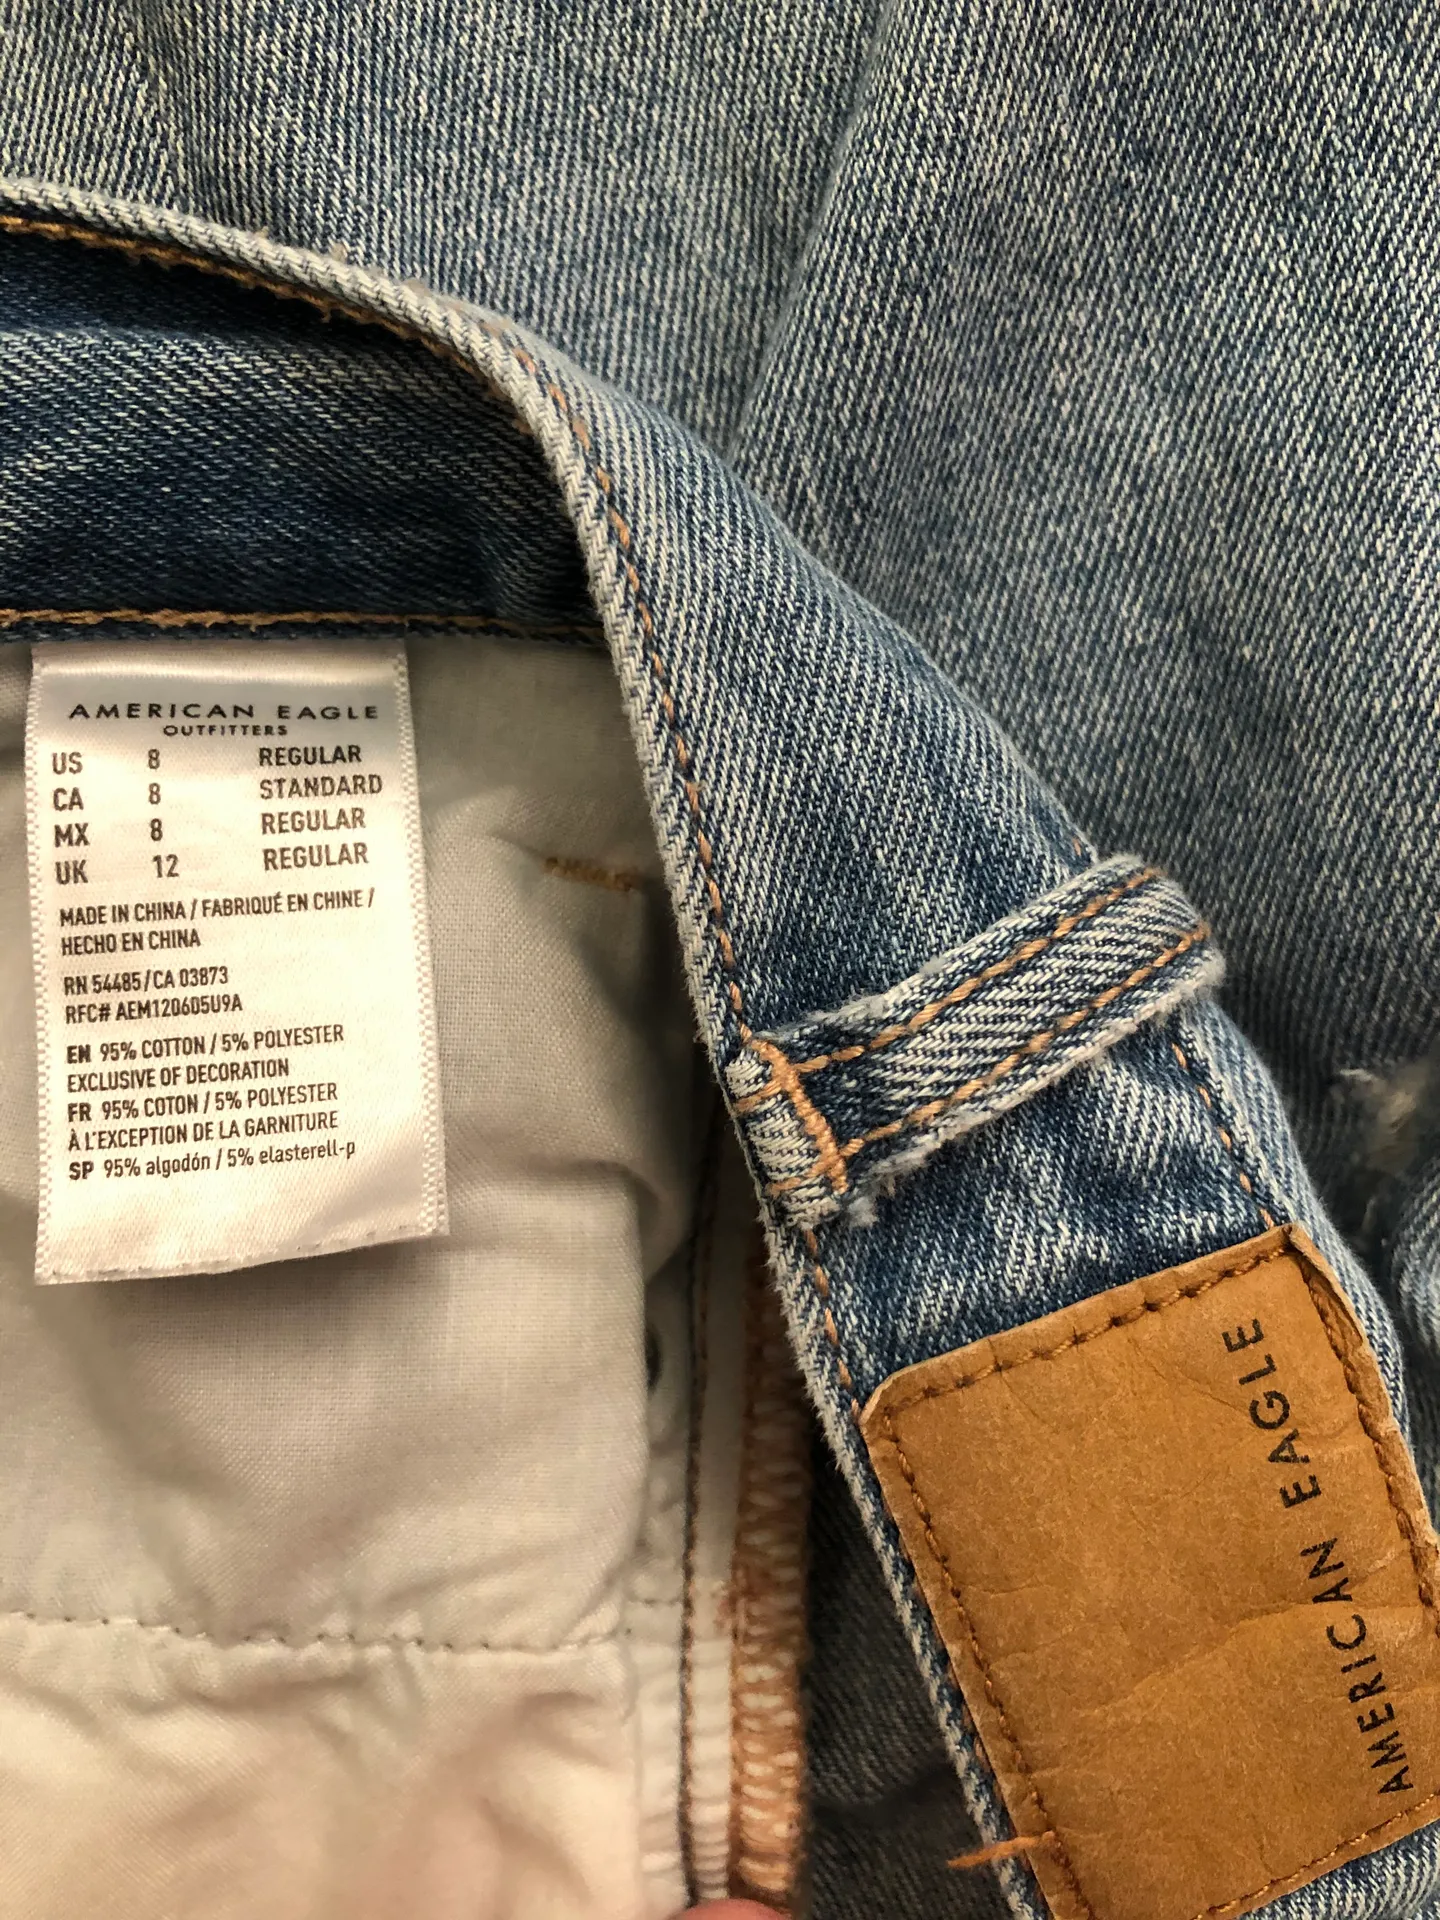 AMERICAN EAGLE
OUTFITTERS
US 8 REGULAR
CA 8 STANDARD
MX 8 REGULAR
UK 12 REGULAR
MADE IN CHINA / FABRIQUÉ EN CHINE /
HECHO EN CHINA
RN 54485/CA 03873
RFC# AEM120605U9A
EN 95% COTTON / 5% POLYESTER
EXCLUSIVE OF DECORATION
FR 95% COTON / 5% POLYESTER
À L'EXCEPTION DE LA GARNITURE
SP 95% algodón / 5% elasterell-p
AMERICAN EAGLE